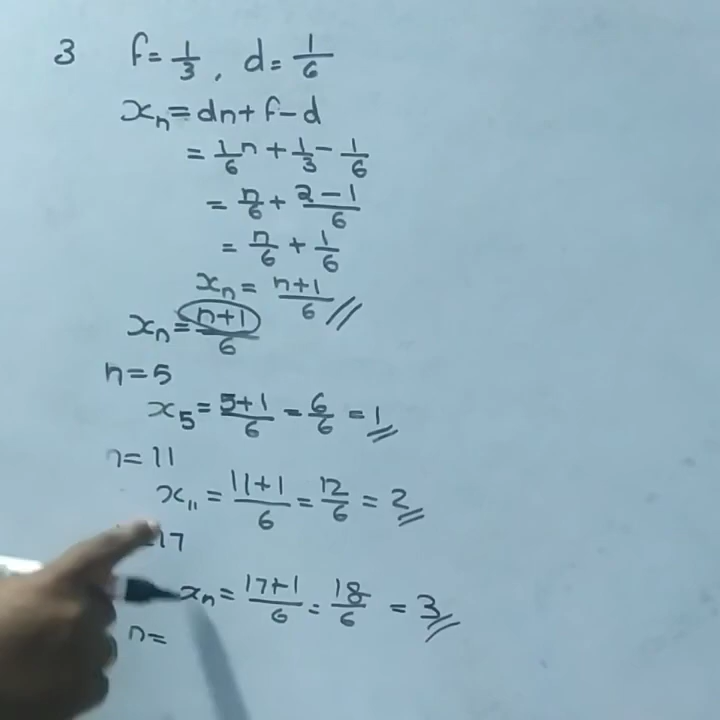 3 f = 1/3 , d = 1/6
xₙ = dn + f - d
= 1/6 n + 1/3 - 1/6
= n/6 + 2-1/6
= n/6 + 1/6
xₙ = n+1/6 //
xₙ = n+1/6
n = 5
x₅ = 5+1/6 = 6/6 = 1 //
n = 11
x₁₁ = 11+1/6 = 12/6 = 2 //
=17
xₙ = 17+1/6 = 18/6 = 3 //
n =